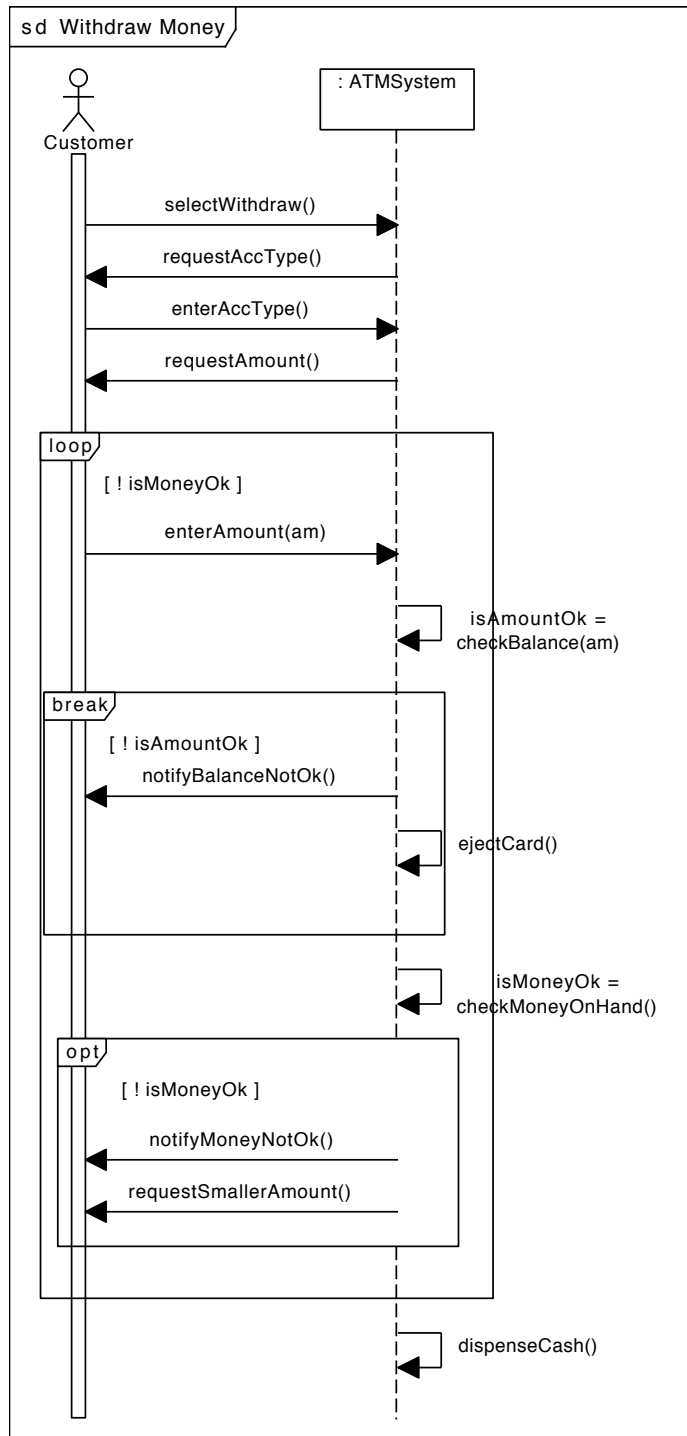 sd Withdraw Money
: ATMSystem
Customer
selectWithdraw()
requestAccType()
enterAccType()
requestAmount()
loop
[ ! isMoneyOk ]
enterAmount(am)
isAmountOk =
checkBalance(am)
break
[ ! isAmountOk ]
notifyBalanceNotOk()
ejectCard()
isMoneyOk =
checkMoneyOnHand()
opt
[ ! isMoneyOk ]
notifyMoneyNotOk()
requestSmallerAmount()
dispenseCash()